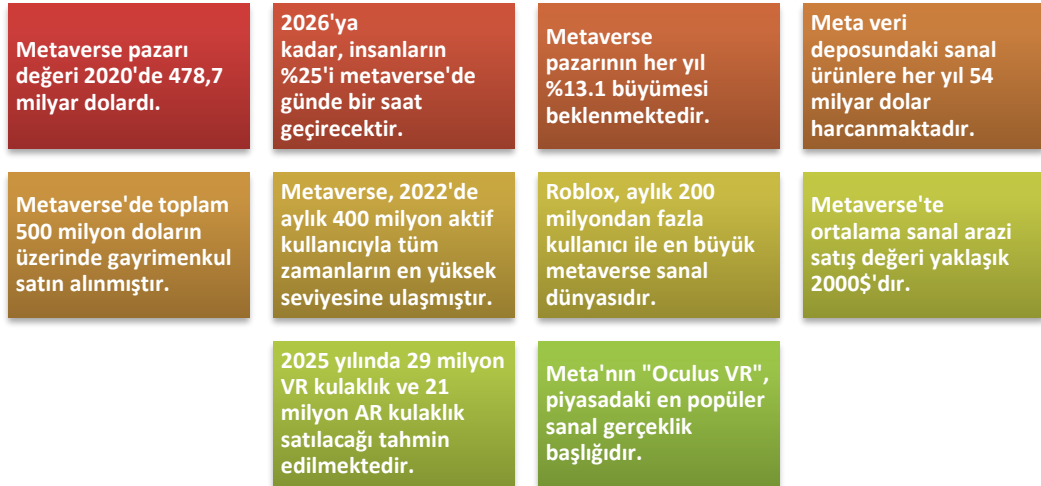 Metaverse pazarı
değeri 2020'de 478,7
milyar dolardı.
2026'ya
kadar, insanların
%25'i metaverse'de
günde bir saat
geçirecektir.
Metaverse
pazarının her yıl
%13.1 büyümesi
beklenmektedir.
Meta veri
deposundaki sanal
ürünlere her yıl 54
milyar dolar
harcanmaktadır.
Metaverse'de toplam
500 milyon doların
üzerinde gayrimenkul
satın alınmıştır.
Metaverse, 2022'de
aylık 400 milyon aktif
kullanıcıyla tüm
zamanların en yüksek
seviyesine ulaşmıştır.
Roblox, aylık 200
milyondan fazla
kullanıcı ile en büyük
metaverse sanal
dünyasıdır.
Metaverse'te
ortalama sanal arazi
satış değeri yaklaşık
2000$'dır.
2025 yılında 29 milyon
VR kulaklık ve 21
milyon AR kulaklık
satılacağı tahmin
edilmektedir.
Meta'nın "Oculus VR",
piyasadaki en popüler
sanal gerçeklik
başlığıdır.